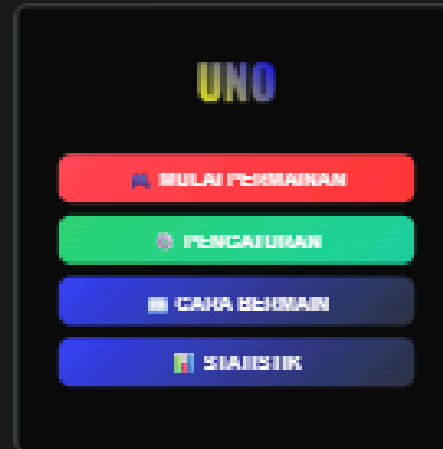 UNO
MULAI PERMAINAN
PENGATURAN
CARA BERMAIN
STATISTIK